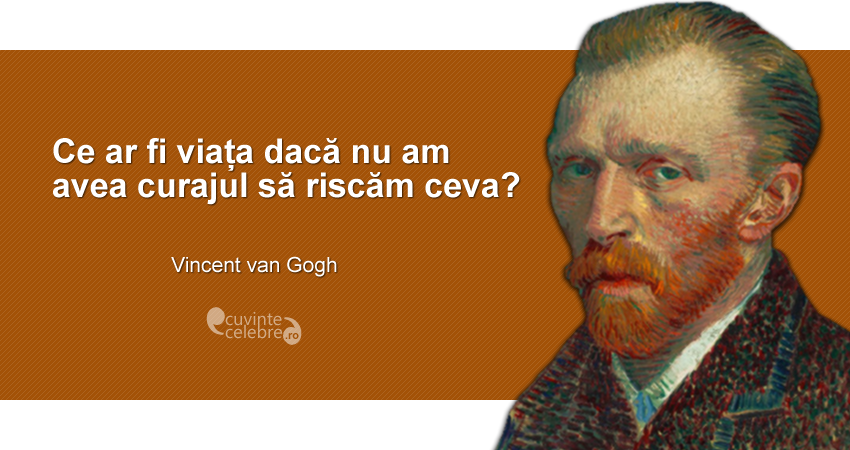 Ce ar fi viața dacă nu am
avea curajul să riscăm ceva?
Vincent van Gogh
cuvinte
celebre.ro